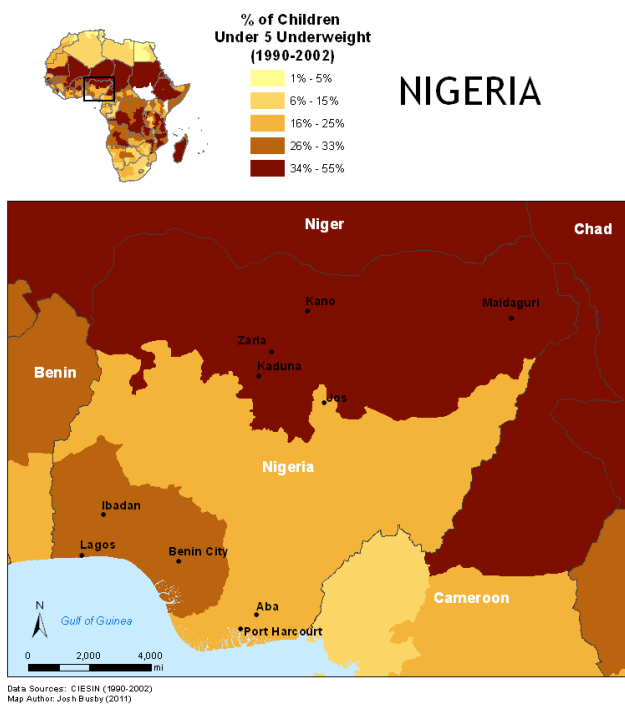 % of Children
Under 5 Underweight
(1990-2002)
1% - 5%
6% - 15%
16% - 25%
26% - 33%
34% - 55%
NIGERIA
Niger
Chad
Kano
Maidaguri
Zaria
Kaduna
Benin
Jos
Nigeria
Ibadan
Lagos
Benin City
Aba
Port Harcourt
Cameroon
N
Gulf of Guinea
0 2,000 4,000
mi
Data Sources: CIESIN (1990-2002)
Map Author: Josh Busby (2011)